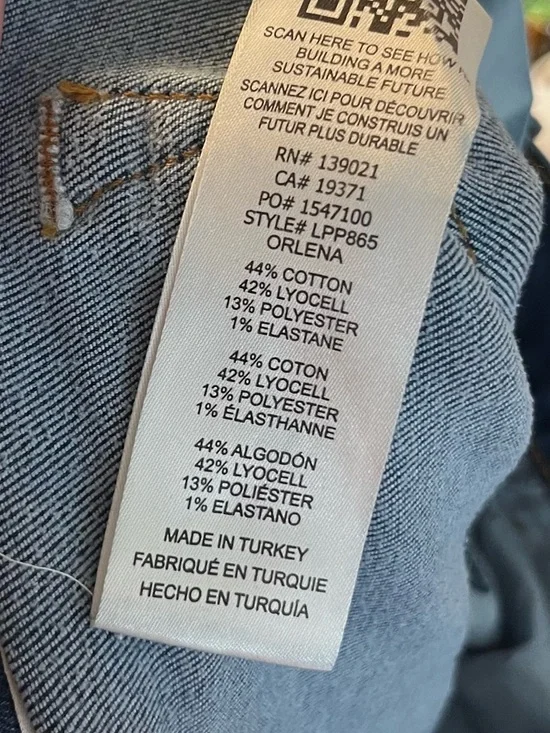 SCAN HERE TO SEE HOW
BUILDING A MORE
SUSTAINABLE FUTURE
SCANNEZ ICI POUR DÉCOUVRIR
COMMENT JE CONSTRUIS UN
FUTUR PLUS DURABLE
RN# 139021
CA# 19371
PO# 1547100
STYLE# LPP865
ORLENA
44% COTTON
42% LYOCELL
13% POLYESTER
1% ELASTANE
44% COTON
42% LYOCELL
13% POLYESTER
1% ÉLASTHANNE
44% ALGODÓN
42% LYOCELL
13% POLIÉSTER
1% ELASTANO
MADE IN TURKEY
FABRIQUÉ EN TURQUIE
HECHO EN TURQUÍA